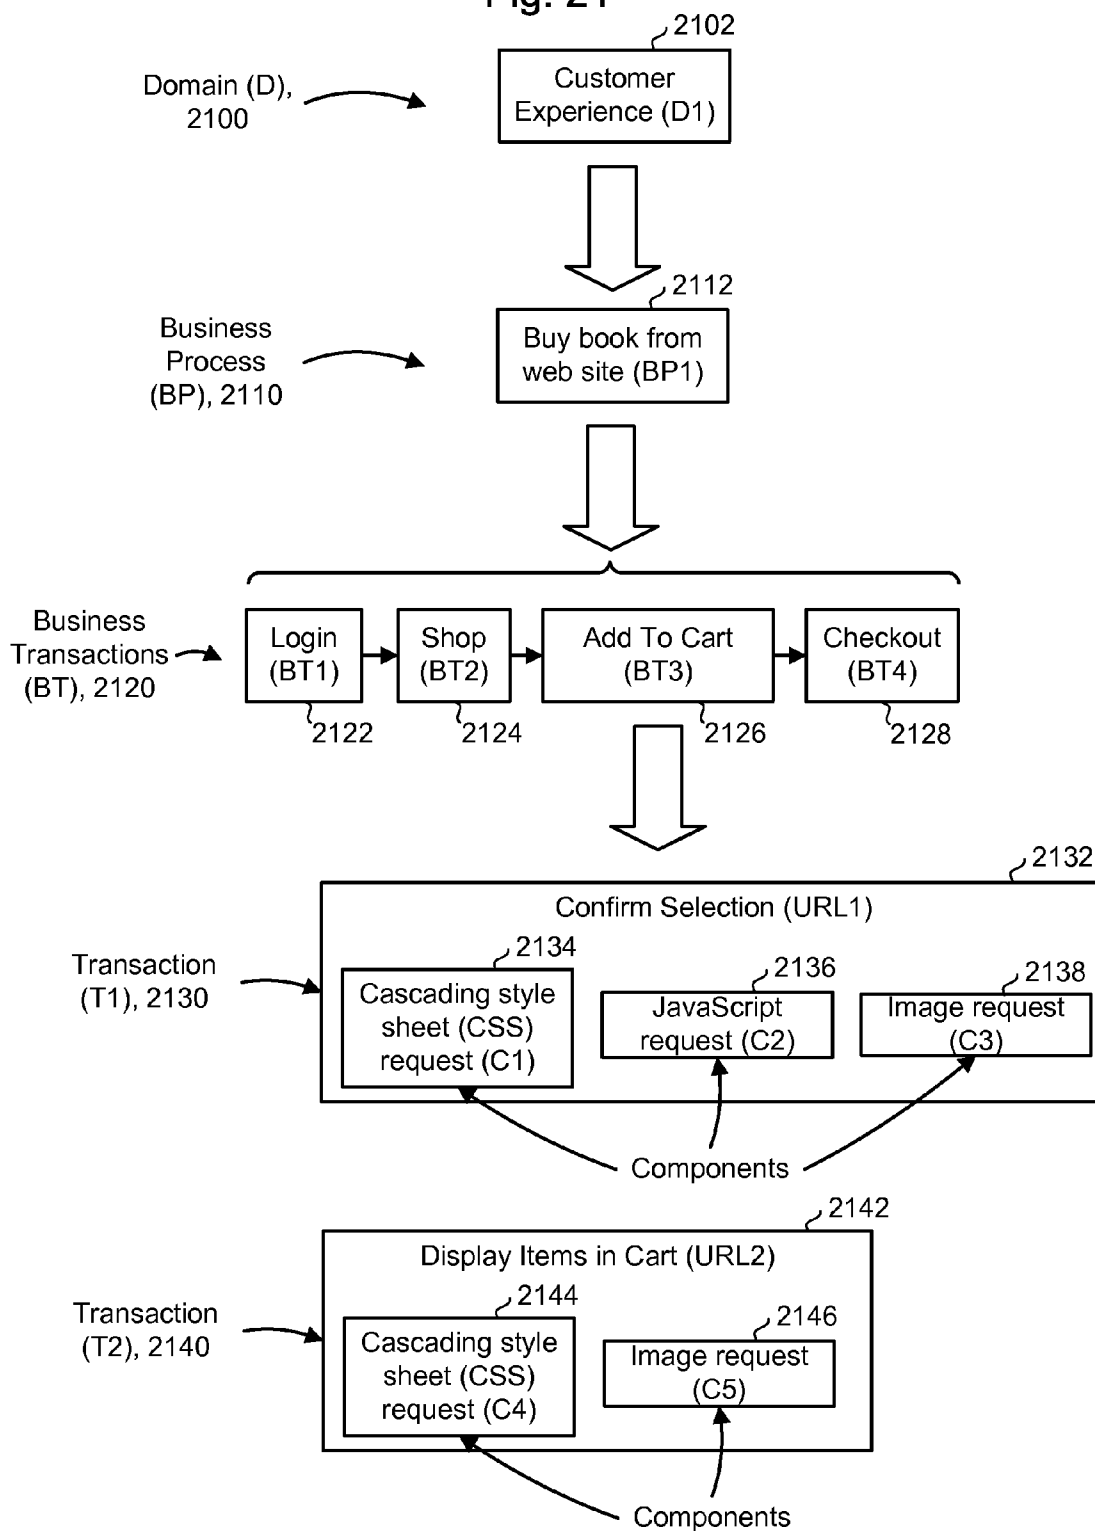 Fig. 21
2102
Domain (D),
2100
Customer
Experience (D1)
2112
Business
Process
(BP), 2110
Buy book from
web site (BP1)
Business
Transactions
(BT), 2120
Login
(BT1)
Shop
(BT2)
Add To Cart
(BT3)
Checkout
(BT4)
2122
2124
2126
2128
2132
Confirm Selection (URL1)
Transaction
(T1), 2130
2134
Cascading style
sheet (CSS)
request (C1)
2136
JavaScript
request (C2)
2138
Image request
(C3)
Components
2142
Display Items in Cart (URL2)
Transaction
(T2), 2140
2144
Cascading style
sheet (CSS)
request (C4)
2146
Image request
(C5)
Components